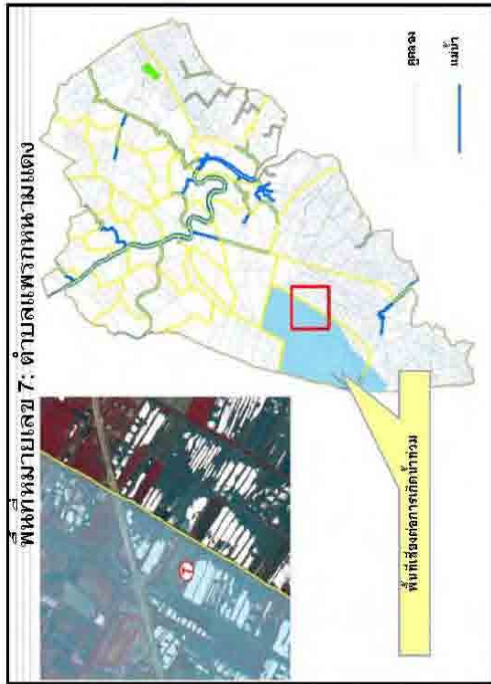 พื้นที่หมายเลข 7: ตำบลแพรกหนามแดง
คูคลอง
แม่น้ำ
7
พื้นที่เสี่ยงต่อการเกิดน้ำท่วม